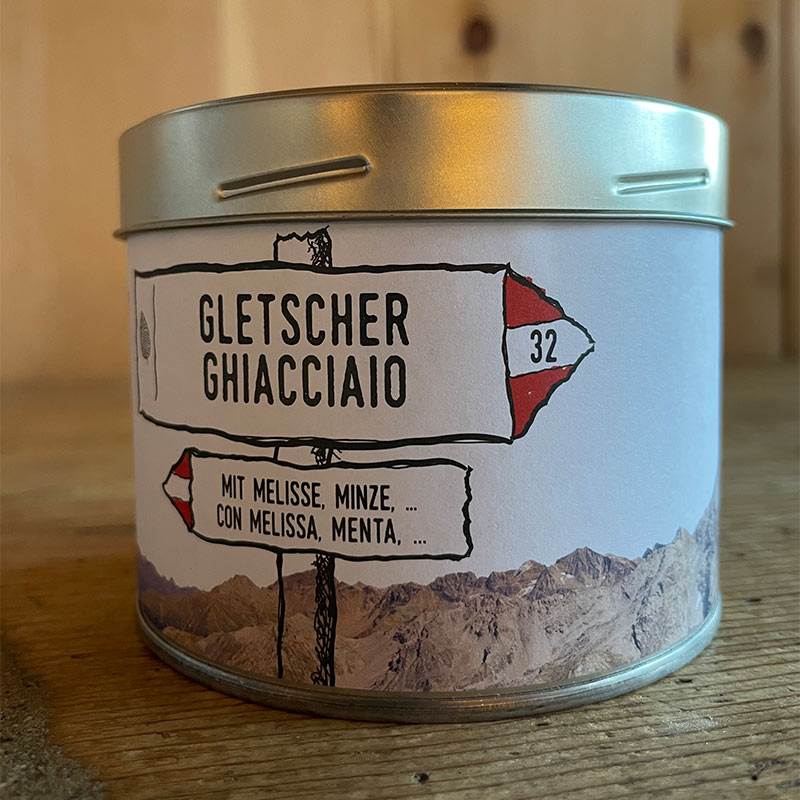 GLETSCHER
GHIACCIAIO
32
MIT MELISSE, MINZE, ...
CON MELISSA, MENTA, ...